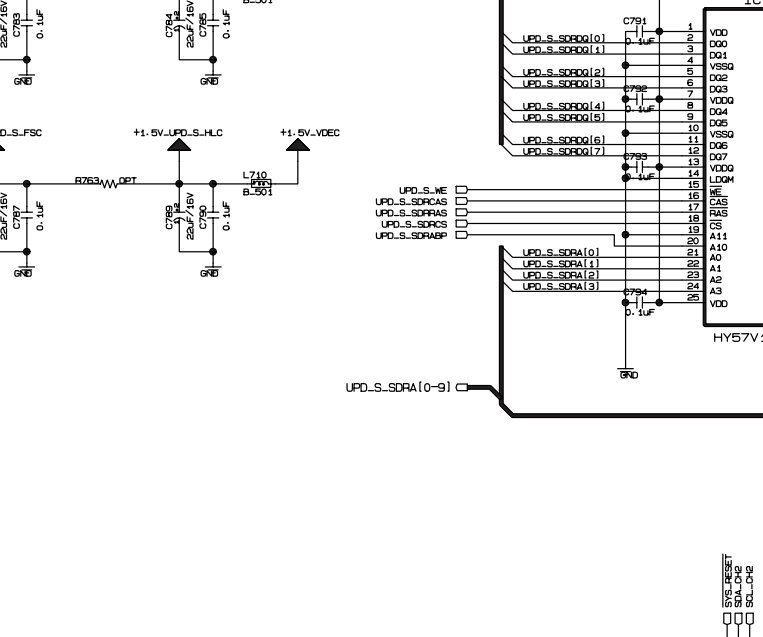 22uF/16V
C783
0.1uF
GND
C784
22uF/16V
C785
0.1uF
GND
B_501
+1.5V_UPD_S_HLC
+1.5V_VDEC
R763
OPT
L710
B_501
22uF/16V
C787
0.1uF
GND
C789
22uF/16V
C790
0.1uF
GND
UPD_S_SDRDQ[0]
UPD_S_SDRDQ[1]
UPD_S_SDRDQ[2]
UPD_S_SDRDQ[3]
UPD_S_SDRDQ[4]
UPD_S_SDRDQ[5]
UPD_S_SDRDQ[6]
UPD_S_SDRDQ[7]
UPD_S_WE
UPD_S_SDRCAS
UPD_S_SDRRAS
UPD_S_SDRCS
UPD_S_SDRABP
UPD_S_SDRA[0]
UPD_S_SDRA[1]
UPD_S_SDRA[2]
UPD_S_SDRA[3]
UPD_S_SDRA[0-9]
C791
0.1uF
C792
0.1uF
C793
0.1uF
C794
0.1uF
GND
1 VDD
2 DQ0
3 DQ1
4 VSSQ
5 DQ2
6 DQ3
7 VDDQ
8 DQ4
9 DQ5
10 VSSQ
11 DQ6
12 DQ7
13 VDDQ
14 LDQM
15 WE
16 CAS
17 RAS
18 CS
19 A11
20 A10
21 A0
22 A1
23 A2
24 A3
25 VDD
SYS_RESET
SDA_CH2
SCL_CH2